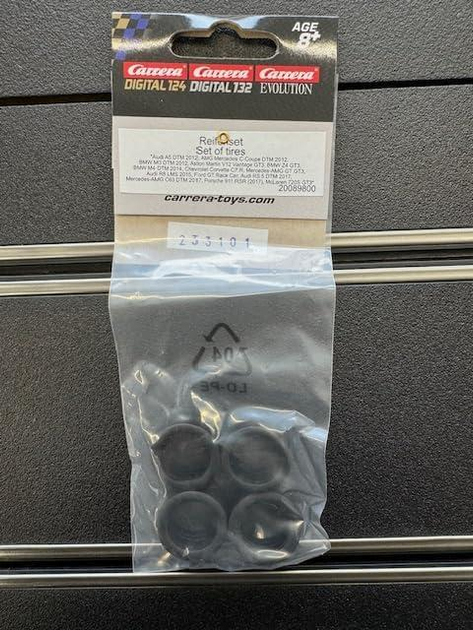 AGE
8+
Carrera Carrera Carrera
DIGITAL 124 DIGITAL 132 EVOLUTION
Reifenset
Set of tires
*Audi A5 DTM 2012, AMG Mercedes C-Coupe DTM 2012,
BMW M3 DTM 2012, Aston Martin V12 Vantage GT3, BMW Z4 GT3,
BMW M4 DTM 2014, Chevrolet Corvette C7.R, Mercedes-AMG GT GT3,
Audi R8 LMS 2015, Ford GT Race Car, Audi RS 5 DTM 2017,
Mercedes-AMG C63 DTM 2017, Porsche 911 RSR (2017), McLaren 720S GT3*
20089800
carrera-toys.com
233101
04
LD-PE